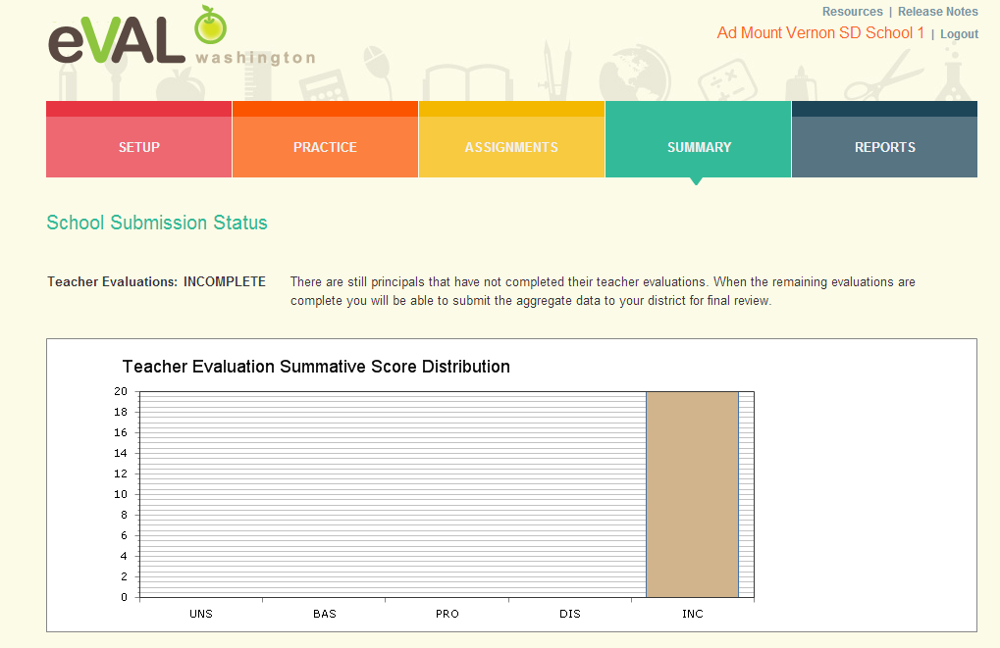 Resources | Release Notes
eVAL washington
Ad Mount Vernon SD School 1 | Logout
SETUP
PRACTICE
ASSIGNMENTS
SUMMARY
REPORTS
School Submission Status
Teacher Evaluations: INCOMPLETE
There are still principals that have not completed their teacher evaluations. When the remaining evaluations are
complete you will be able to submit the aggregate data to your district for final review.
Teacher Evaluation Summative Score Distribution
20
18
16
14
12
10
8
6
4
2
0
UNS BAS PRO DIS INC